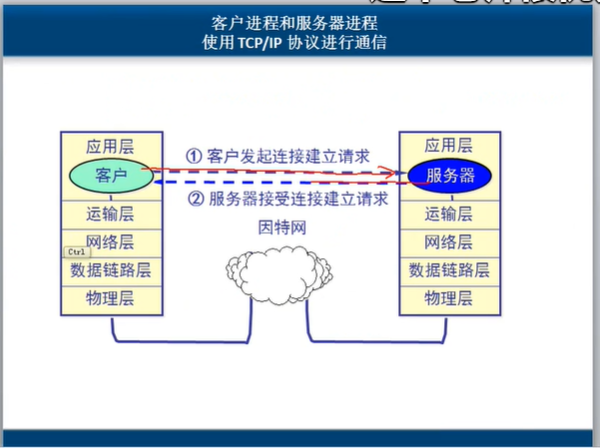 客户进程和服务器进程
使用 TCP/IP 协议进行通信
应用层
客户
运输层
网络层
Ctrl
数据链路层
物理层
① 客户发起连接建立请求
② 服务器接受连接建立请求
因特网
应用层
服务器
运输层
网络层
数据链路层
物理层